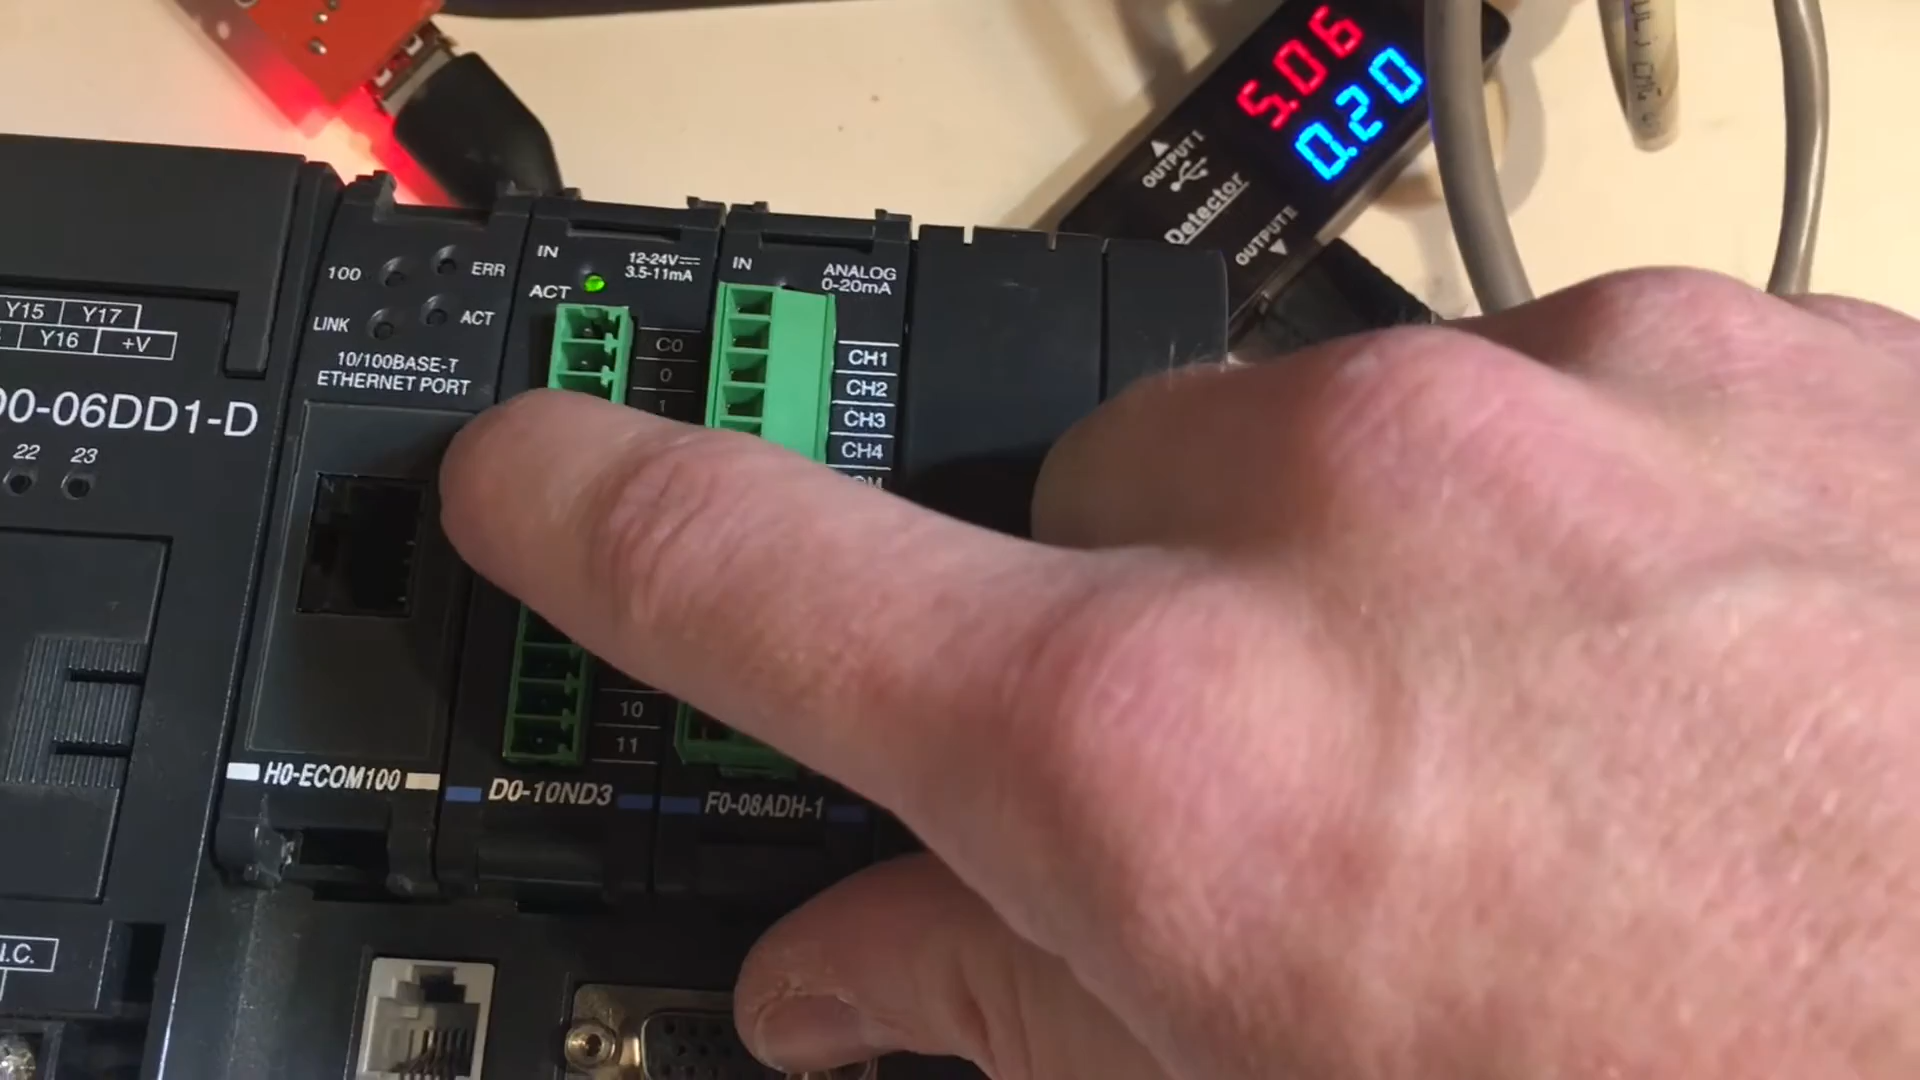 5.06
0.20
OUTPUT I
Detector
OUTPUT II
IN
12-24V
3.5-11mA
ACT
IN
ANALOG
0-20mA
100
ERR
LINK
ACT
10/100BASE-T
ETHERNET PORT
Y15
Y17
Y16
+V
D0-06DD1-D
22
23
C0
0
1
CH1
CH2
CH3
CH4
10
11
H0-ECOM100
D0-10ND3
F0-08ADH-1
N.C.